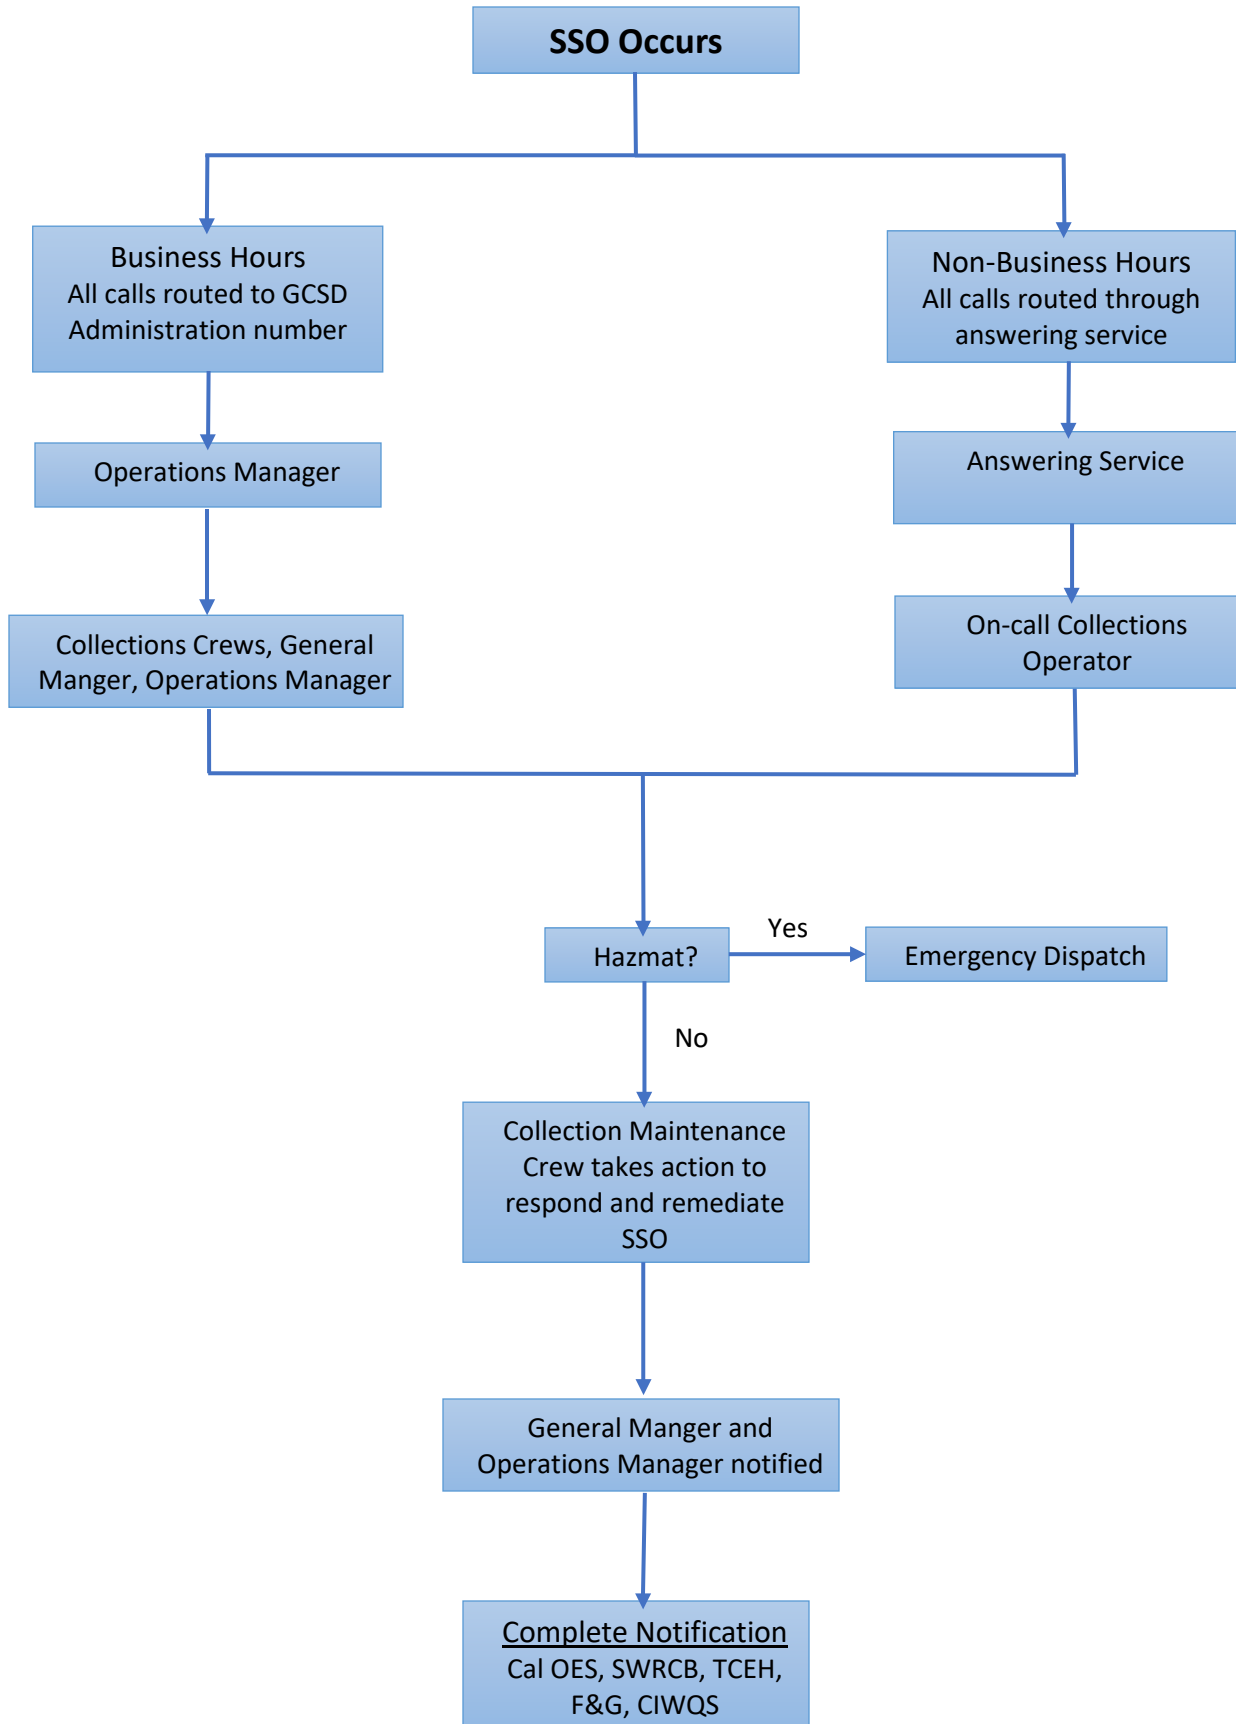 SSO Occurs
Business Hours
All calls routed to GCSD
Administration number
Non-Business Hours
All calls routed through
answering service
Operations Manager
Answering Service
Collections Crews, General
Manger, Operations Manager
On-call Collections
Operator
Hazmat?
Yes
Emergency Dispatch
No
Collection Maintenance
Crew takes action to
respond and remediate
SSO
General Manger and
Operations Manager notified
Complete Notification
Cal OES, SWRCB, TCEH,
F&G, CIWQS